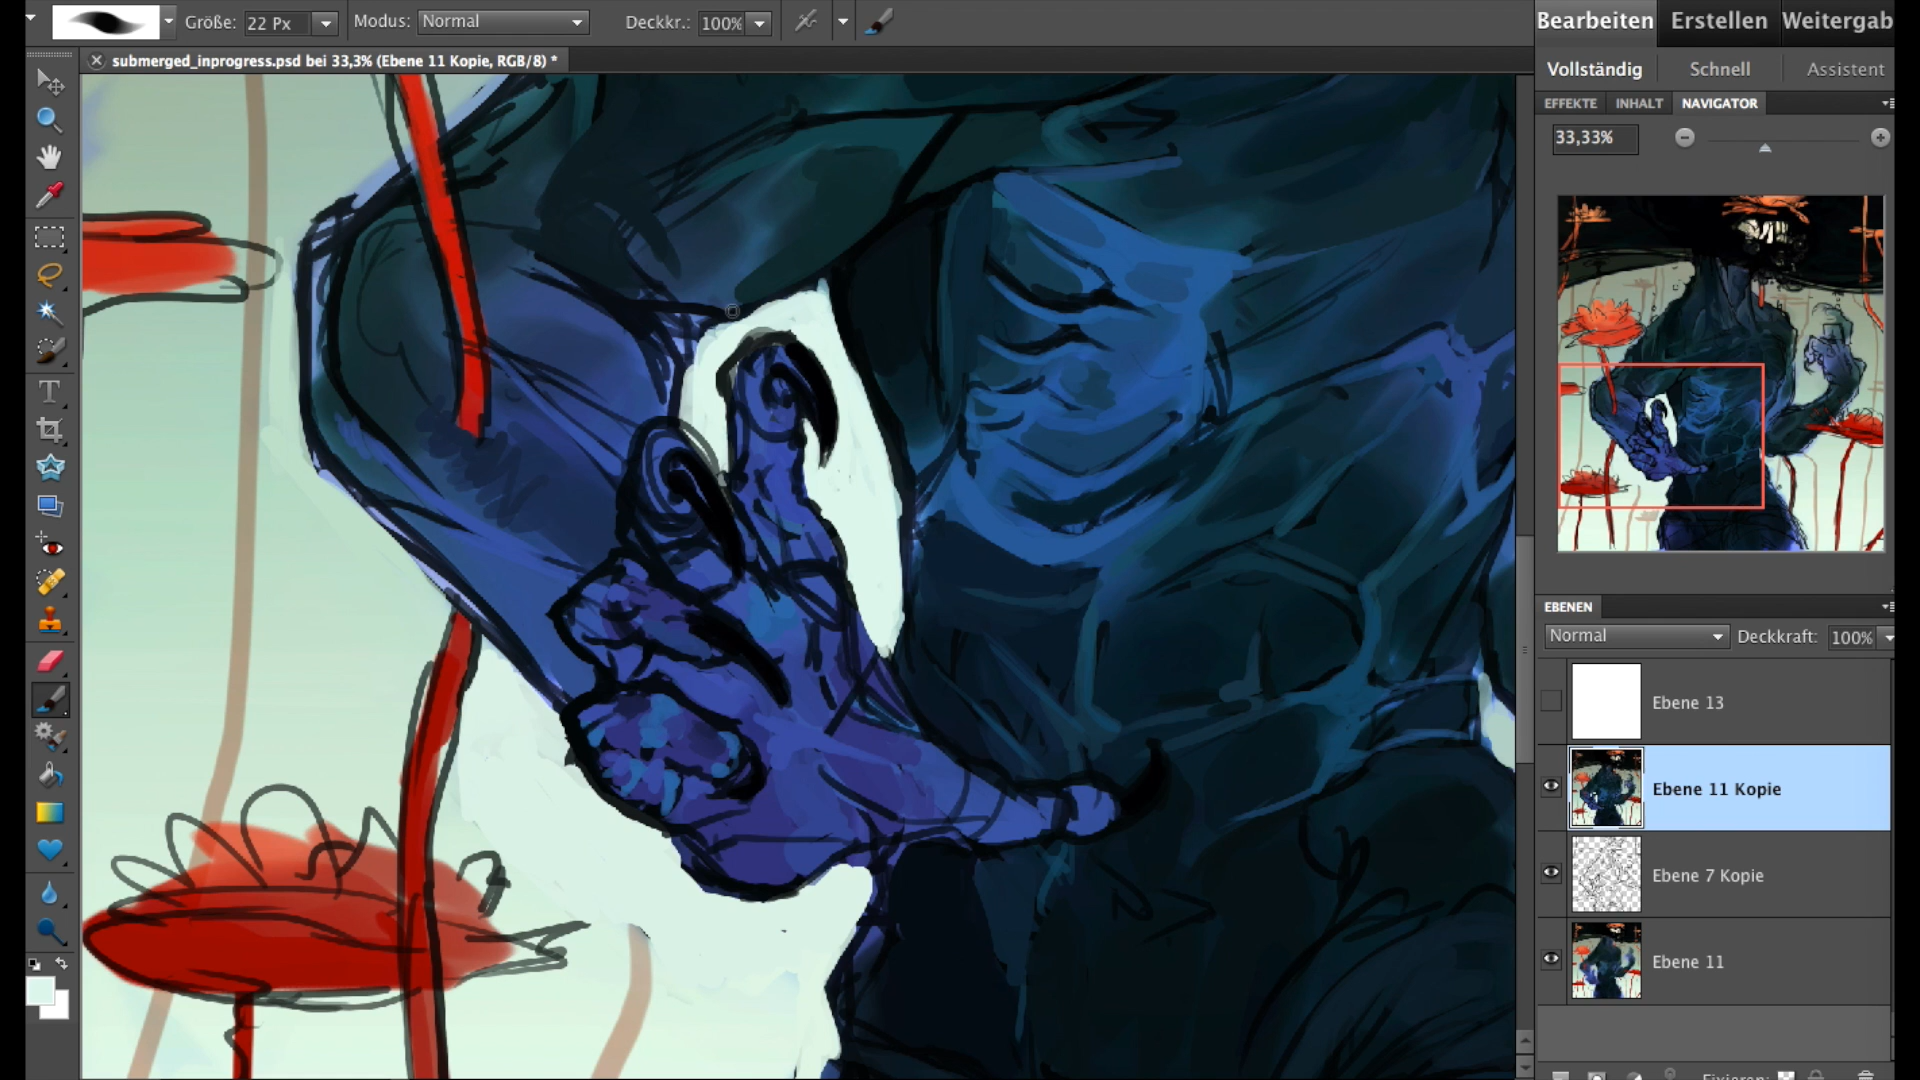 Größe: 22 Px Modus: Normal Deckkr.: 100%
Bearbeiten Erstellen Weitergab
submerged_inprogress.psd bei 33,3% (Ebene 11 Kopie, RGB/8) *
Vollständig Schnell Assistent
EFFEKTE INHALT NAVIGATOR
33,33%
T
EBENEN
Normal Deckkraft: 100%
Ebene 13
Ebene 11 Kopie
Ebene 7 Kopie
Ebene 11
Fixieren: